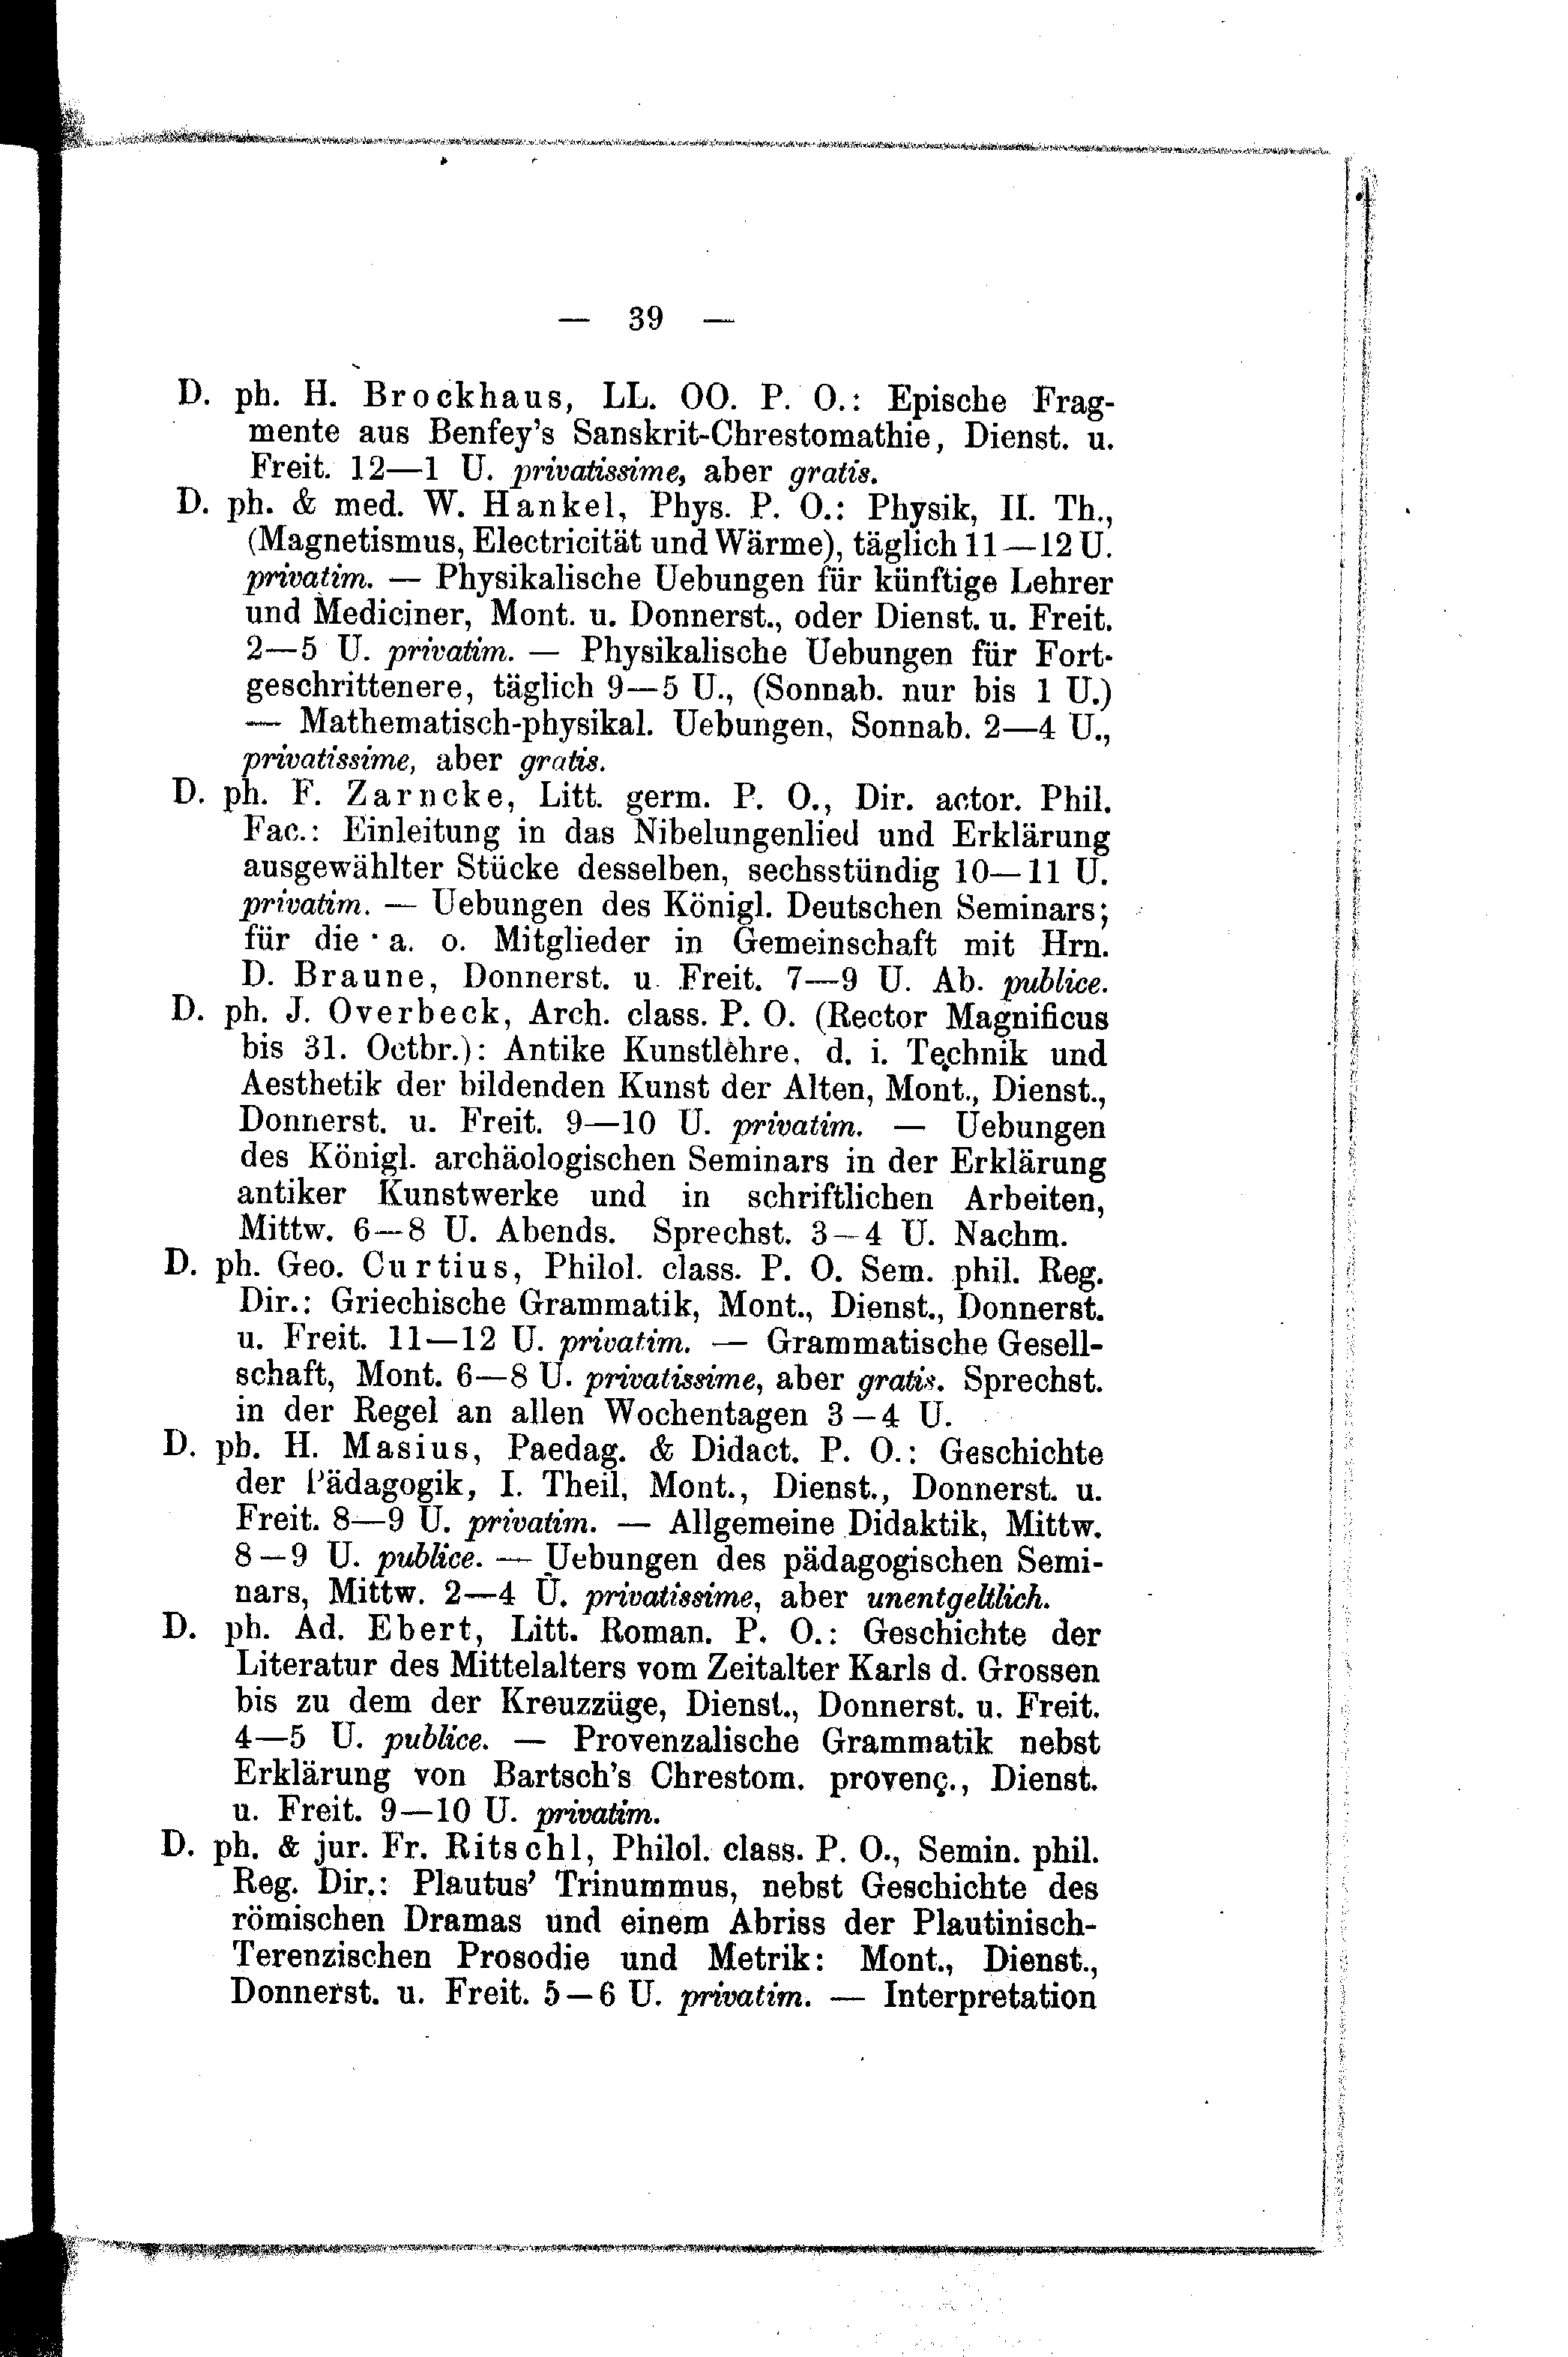 — 39 —
D. ph. H. Brockhaus, LL. OO. P. O.: Epische Frag-
mente aus Benfey's Sanskrit-Chrestomathie, Dienst. u.
Freit. 12—1 U. privatissime, aber gratis.
D. ph. & med. W. Hankel, Phys. P. O.: Physik, II. Th.,
(Magnetismus, Electricität und Wärme), täglich 11—12 U.
privatim. — Physikalische Uebungen für künftige Lehrer
und Mediciner, Mont. u. Donnerst., oder Dienst. u. Freit.
2—5 U. privatim. — Physikalische Uebungen für Fort-
geschrittenere, täglich 9—5 U., (Sonnab. nur bis 1 U.)
— Mathematisch-physikal. Uebungen, Sonnab. 2—4 U.,
privatissime, aber gratis.
D. ph. F. Zarncke, Litt. germ. P. O., Dir. actor. Phil.
Fac.: Einleitung in das Nibelungenlied und Erklärung
ausgewählter Stücke desselben, sechsstündig 10—11 U.
privatim. — Uebungen des Königl. Deutschen Seminars;
für die a. o. Mitglieder in Gemeinschaft mit Hrn.
D. Braune, Donnerst. u. Freit. 7—9 U. Ab. publice.
D. ph. J. Overbeck, Arch. class. P. O. (Rector Magnificus
bis 31. Octbr.): Antike Kunstlehre, d. i. Technik und
Aesthetik der bildenden Kunst der Alten, Mont., Dienst.,
Donnerst. u. Freit. 9—10 U. privatim. — Uebungen
des Königl. archäologischen Seminars in der Erklärung
antiker Kunstwerke und in schriftlichen Arbeiten,
Mittw. 6—8 U. Abends. Sprechst. 3—4 U. Nachm.
D. ph. Geo. Curtius, Philol. class. P. O. Sem. phil. Reg.
Dir.: Griechische Grammatik, Mont., Dienst., Donnerst.
u. Freit. 11—12 U. privatim. — Grammatische Gesell-
schaft, Mont. 6—8 U. privatissime, aber gratis. Sprechst.
in der Regel an allen Wochentagen 3—4 U.
D. ph. H. Masius, Paedag. & Didact. P. O.: Geschichte
der Pädagogik, I. Theil, Mont., Dienst., Donnerst. u.
Freit. 8—9 U. privatim. — Allgemeine Didaktik, Mittw.
8—9 U. publice. — Uebungen des pädagogischen Semi-
nars, Mittw. 2—4 U. privatissime, aber unentgeltlich.
D. ph. Ad. Ebert, Litt. Roman. P. O.: Geschichte der
Literatur des Mittelalters vom Zeitalter Karls d. Grossen
bis zu dem der Kreuzzüge, Dienst., Donnerst. u. Freit.
4—5 U. publice. — Provenzalische Grammatik nebst
Erklärung von Bartsch's Chrestom. provenç., Dienst.
u. Freit. 9—10 U. privatim.
D. ph. & jur. Fr. Ritschl, Philol. class. P. O., Semin. phil.
Reg. Dir.: Plautus' Trinummus, nebst Geschichte des
römischen Dramas und einem Abriss der Plautinisch-
Terenzischen Prosodie und Metrik: Mont., Dienst.,
Donnerst. u. Freit. 5—6 U. privatim. — Interpretation